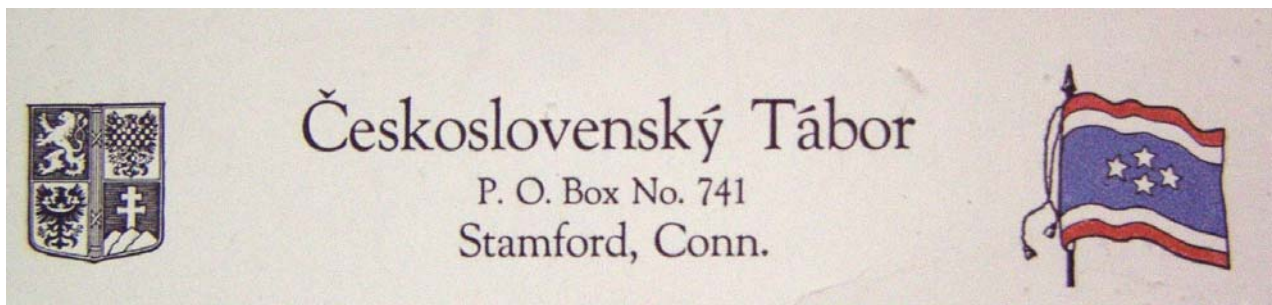 Československý Tábor
P. O. Box No. 741
Stamford, Conn.